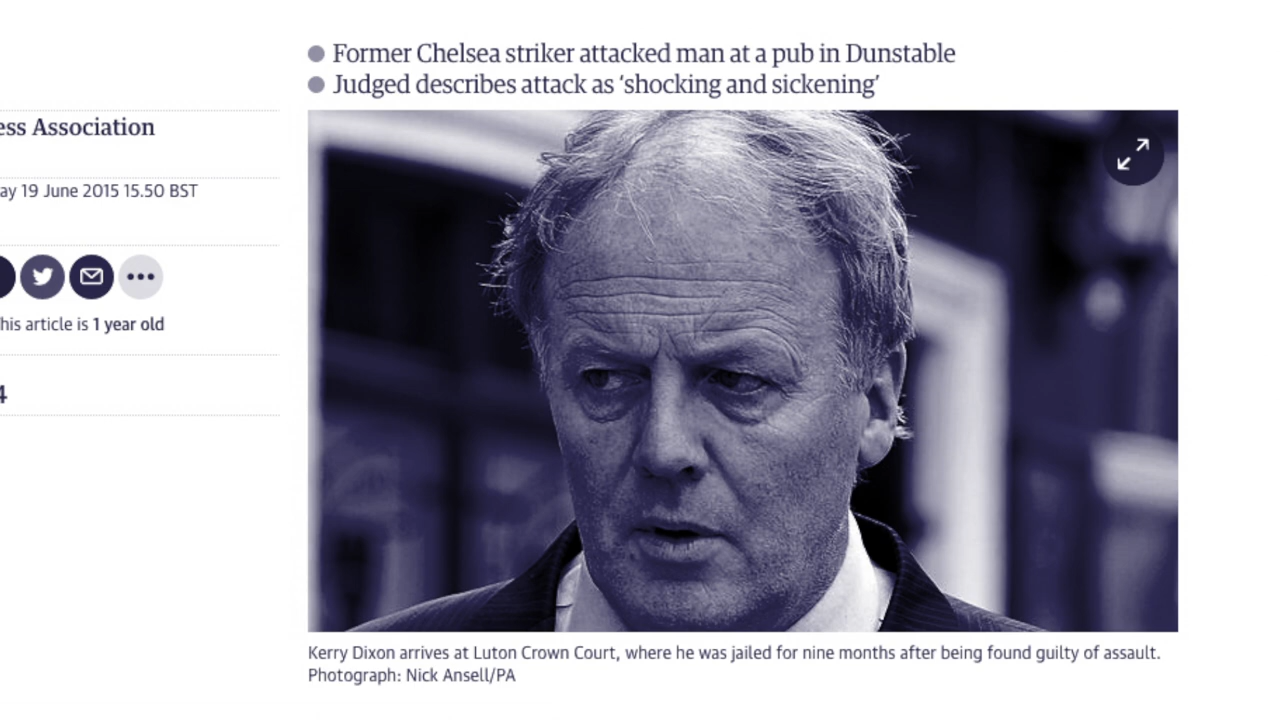 Former Chelsea striker attacked man at a pub in Dunstable
Judged describes attack as ‘shocking and sickening’
ess Association
ay 19 June 2015 15.50 BST
his article is 1 year old
4
Kerry Dixon arrives at Luton Crown Court, where he was jailed for nine months after being found guilty of assault.
Photograph: Nick Ansell/PA